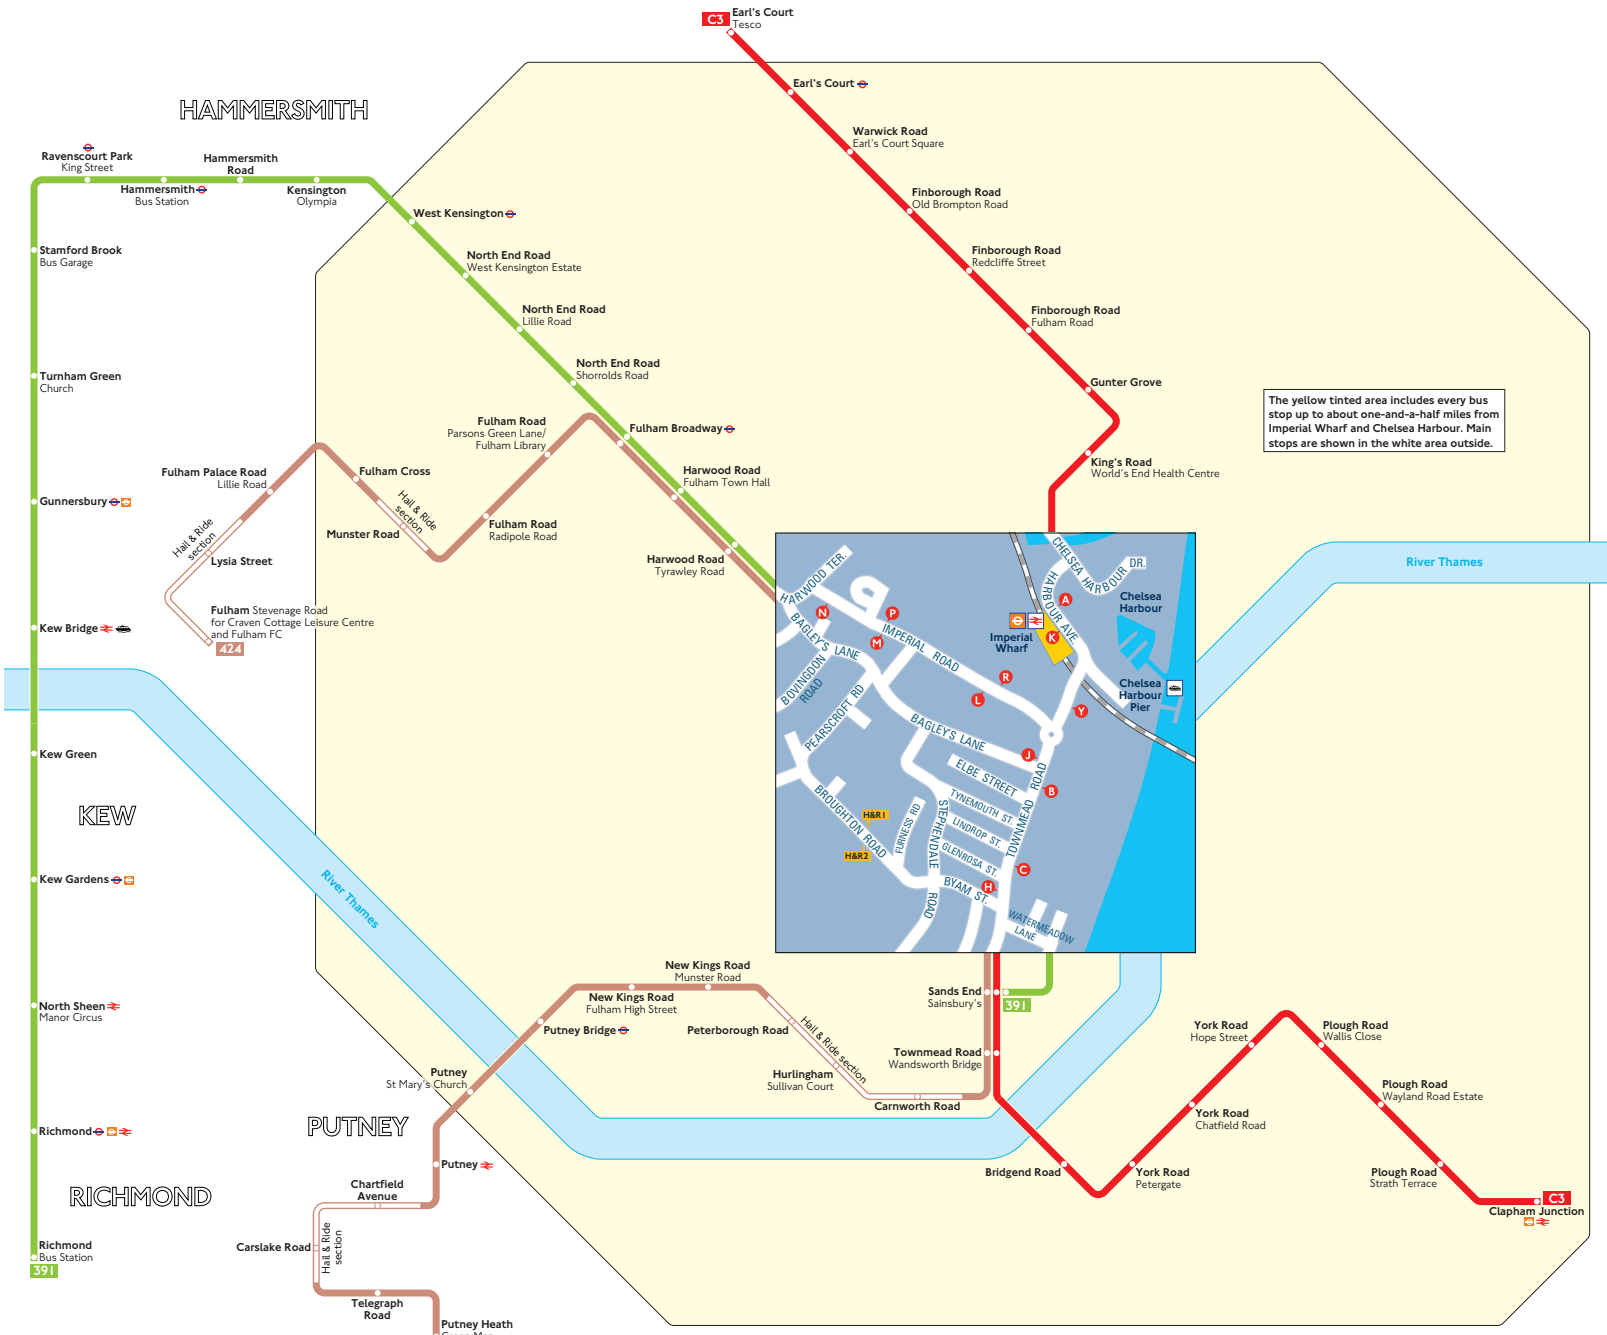 C3
Earl's Court
Tesco
Earl's Court
Warwick Road
Earl's Court Square
Finborough Road
Old Brompton Road
Finborough Road
Redcliffe Street
Finborough Road
Fulham Road
Gunter Grove
King's Road
World's End Health Centre
The yellow tinted area includes every bus
stop up to about one-and-a-half miles from
Imperial Wharf and Chelsea Harbour. Main
stops are shown in the white area outside.
HAMMERSMITH
Ravenscourt Park
King Street
Hammersmith
Bus Station
Hammersmith
Road
Kensington
Olympia
West Kensington
North End Road
West Kensington Estate
North End Road
Lillie Road
North End Road
Shorrolds Road
Fulham Broadway
Harwood Road
Fulham Town Hall
Harwood Road
Tyrawley Road
Stamford Brook
Bus Garage
Turnham Green
Church
Gunnersbury
Kew Bridge
Kew Green
KEW
Kew Gardens
North Sheen
Manor Circus
Richmond
RICHMOND
Richmond
Bus Station
391
Fulham Road
Parsons Green Lane/
Fulham Library
Fulham Road
Radipole Road
Fulham Cross
Hail & Ride
section
Munster Road
Fulham Palace Road
Lillie Road
Hail & Ride
section
Lysia Street
Fulham Stevenage Road
for Craven Cottage Leisure Centre
and Fulham FC
424
River Thames
River Thames
HARWOOD TER.
BAGLEY'S LANE
BOVINGDON
ROAD
PEARSCROFT RD
IMPERIAL ROAD
BAGLEY'S LANE
ELBE STREET
TYNEMOUTH ST.
LINDROP ST.
GLENROSA ST.
BYAM ST.
STEPHENDALE
ROAD
FURNESS RD
BROUGHTON ROAD
TOWNMEAD ROAD
WATERMEADOW
LANE
CHELSEA HARBOUR DR.
HARBOUR AVE.
Imperial
Wharf
Chelsea
Harbour
Chelsea
Harbour
Pier
N
P
M
A
K
R
L
Y
J
B
C
H
H&R1
H&R2
Sands End
Sainsbury's
391
Townmead Road
Wandsworth Bridge
Carnworth Road
Hurlingham
Sullivan Court
Hail & Ride section
Peterborough Road
New Kings Road
Munster Road
New Kings Road
Fulham High Street
Putney Bridge
Putney
St Mary's Church
PUTNEY
Putney
Chartfield
Avenue
Hail & Ride
section
Carslake Road
Telegraph
Road
Putney Heath
Bridgend Road
York Road
Petergate
York Road
Chatfield Road
York Road
Hope Street
Plough Road
Wallis Close
Plough Road
Wayland Road Estate
Plough Road
Strath Terrace
C3
Clapham Junction